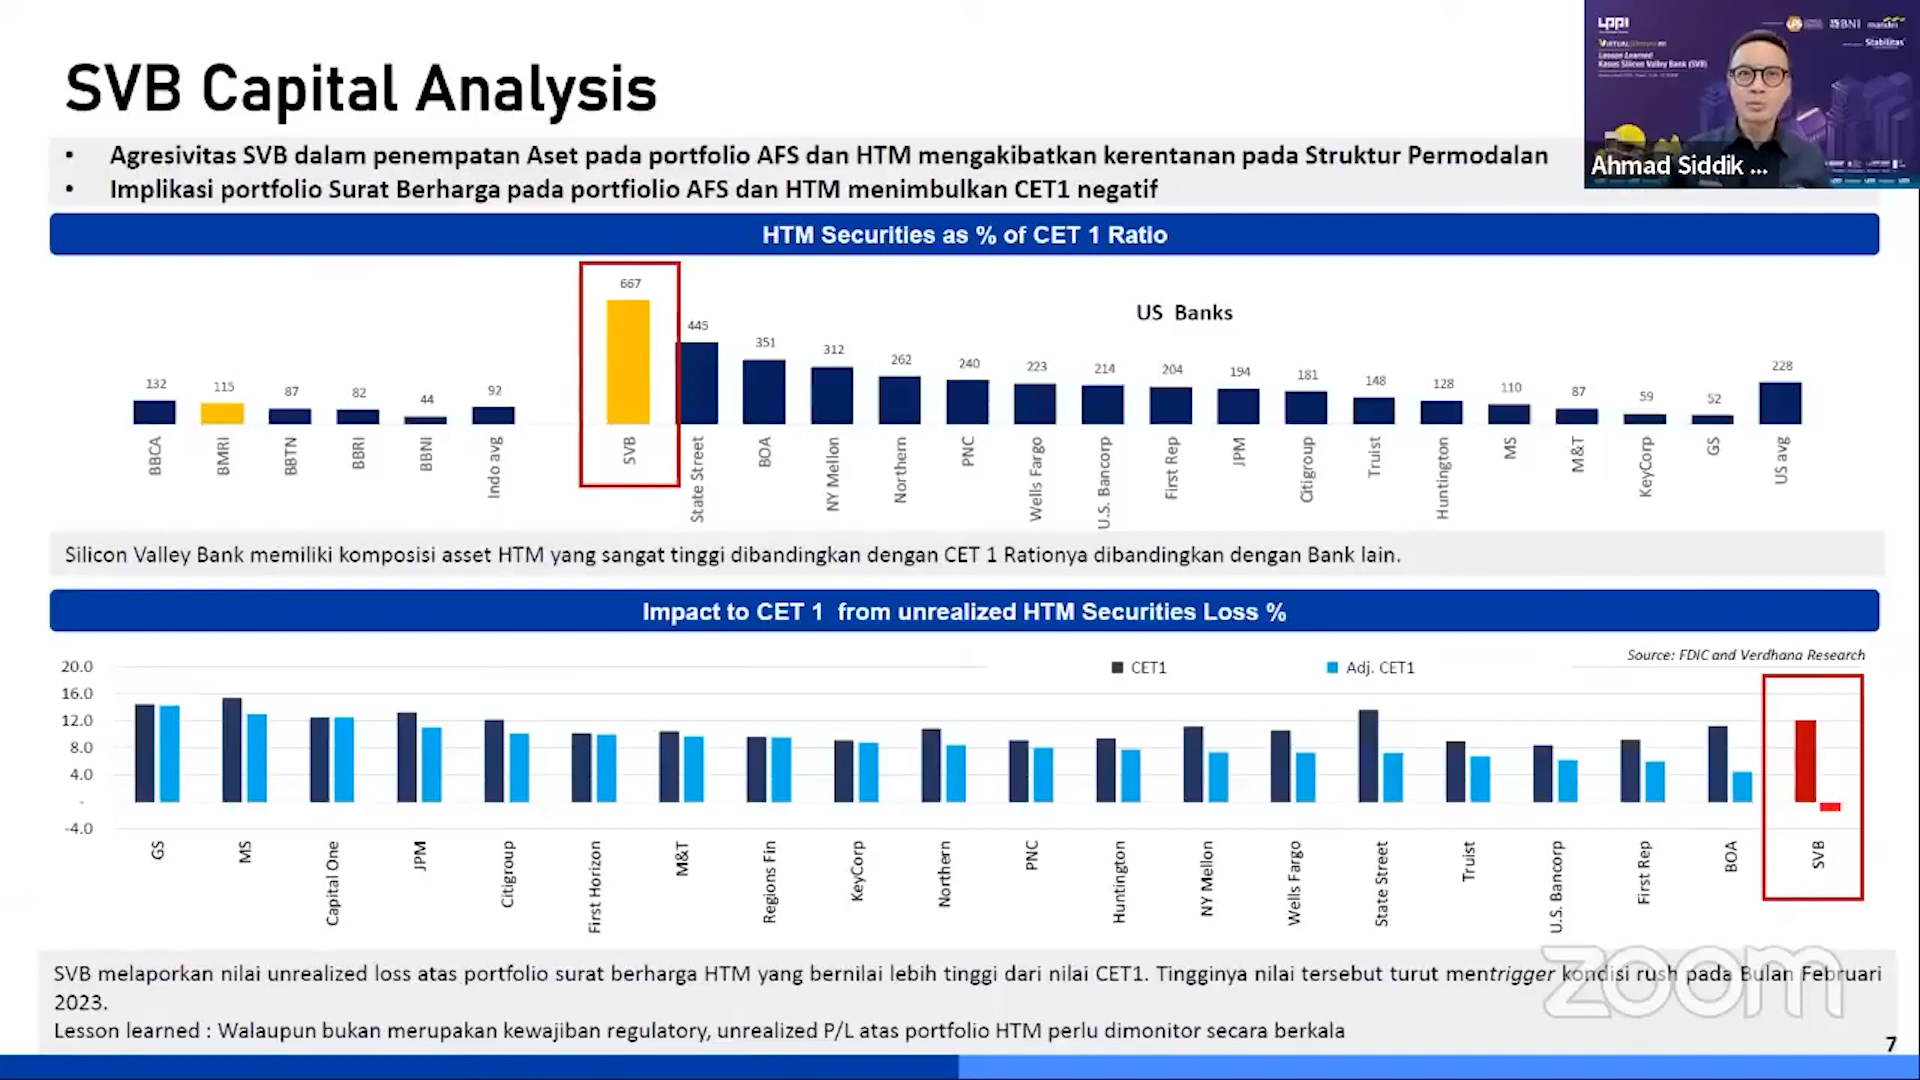 SVB Capital Analysis
• Agresivitas SVB dalam penempatan Aset pada portfolio AFS dan HTM mengakibatkan kerentanan pada Struktur Permodalan
• Implikasi portfolio Surat Berharga pada portfiolio AFS dan HTM menimbulkan CET1 negatif
LPPI
BNI
mandiri
Stabilitas
Lesson Learned
Kasus Silicon Valley Bank (SVB)
Ahmad Siddik ...
HTM Securities as % of CET 1 Ratio
US Banks
132 115 87 82 44 92 667 445 351 312 262 240 223 214 204 194 181 148 128 110 87 59 52 228
BBCA BMRI BBTN BBRI BBNI Indo avg SVB State Street BOA NY Mellon Northern PNC Wells Fargo U.S. Bancorp First Rep JPM Citigroup Truist Huntington MS M&T KeyCorp GS US avg
Silicon Valley Bank memiliki komposisi asset HTM yang sangat tinggi dibandingkan dengan CET 1 Rationya dibandingkan dengan Bank lain.
Impact to CET 1 from unrealized HTM Securities Loss %
Source: FDIC and Verdhana Research
CET1 Adj. CET1
20.0
16.0
12.0
8.0
4.0
-
-4.0
GS MS Capital One JPM Citigroup First Horizon M&T Regions Fin KeyCorp Northern PNC Huntington NY Mellon Wells Fargo State Street Truist U.S. Bancorp First Rep BOA SVB
SVB melaporkan nilai unrealized loss atas portfolio surat berharga HTM yang bernilai lebih tinggi dari nilai CET1. Tingginya nilai tersebut turut mentrigger kondisi rush pada Bulan Februari
2023.
Lesson learned : Walaupun bukan merupakan kewajiban regulatory, unrealized P/L atas portfolio HTM perlu dimonitor secara berkala
zoom
7